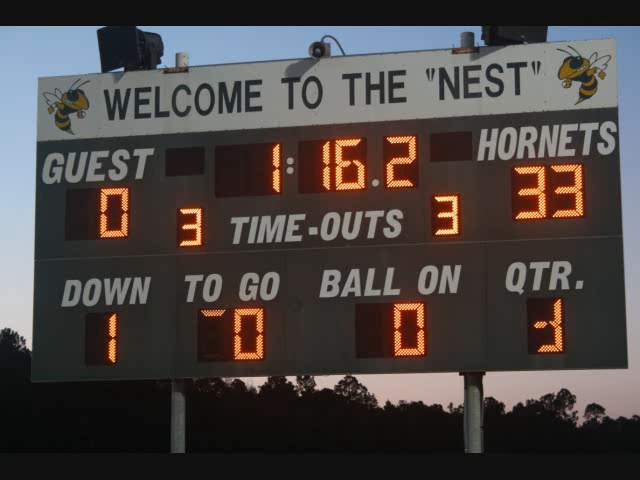 WELCOME TO THE "NEST"
GUEST 1:16.2 HORNETS
0 3 TIME-OUTS 3 33
DOWN TO GO BALL ON QTR.
1 0 0 3